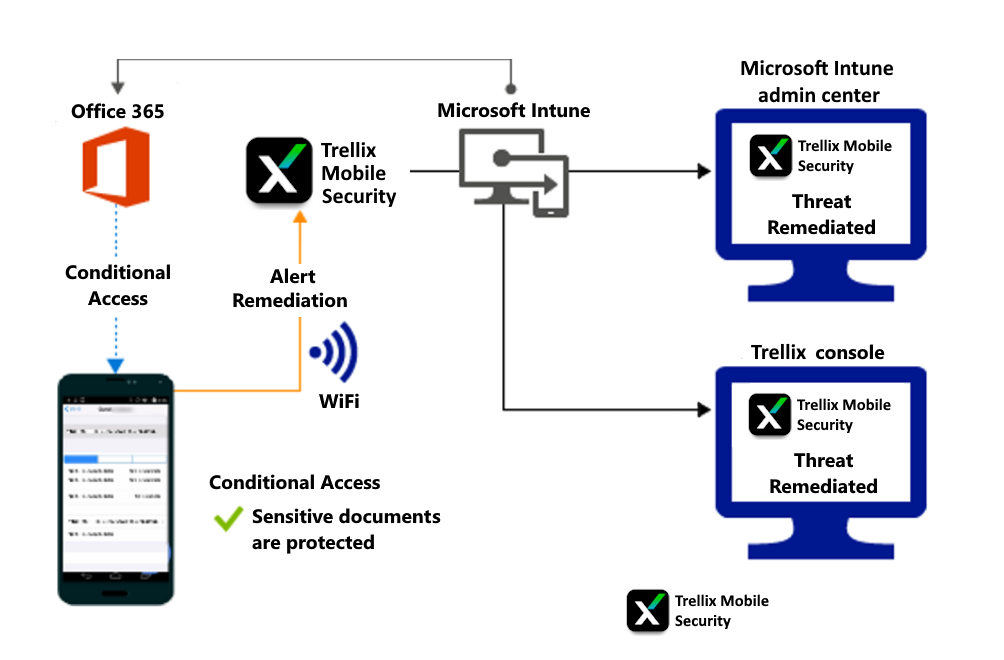 Office 365
Microsoft Intune
Microsoft Intune
admin center
Trellix Mobile
Security
Threat
Remediated
Trellix
Mobile
Security
Conditional
Access
Alert
Remediation
WiFi
Trellix console
Trellix Mobile
Security
Threat
Remediated
Conditional Access
Sensitive documents
are protected
Trellix Mobile
Security